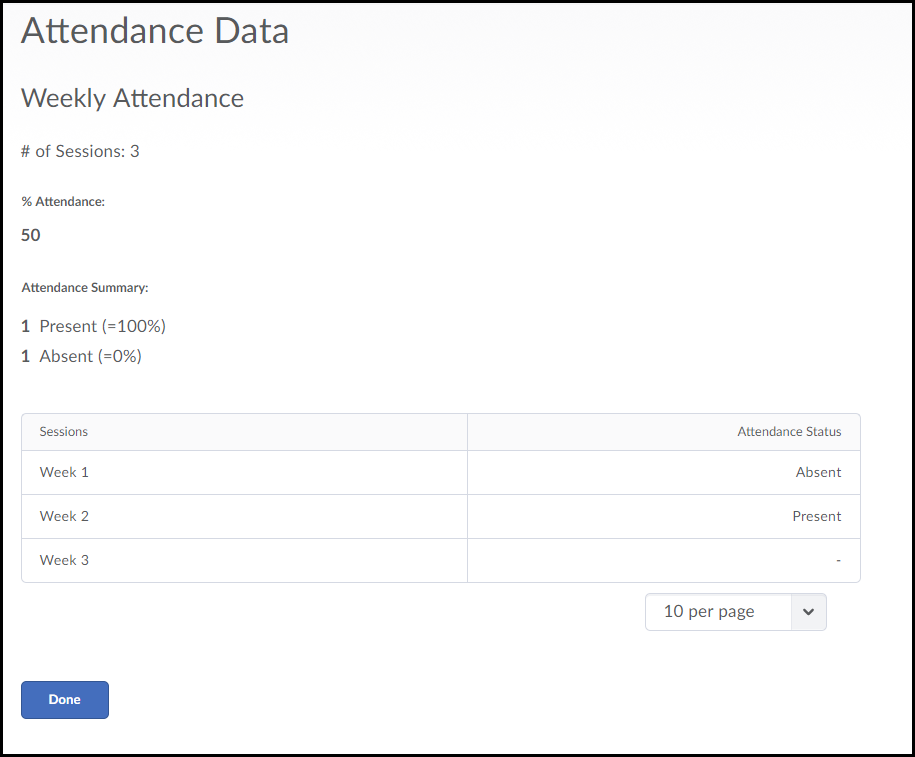 Attendance Data
Weekly Attendance
# of Sessions: 3
% Attendance:
50
Attendance Summary:
1 Present (=100%)
1 Absent (=0%)
Sessions Attendance Status
Week 1 Absent
Week 2 Present
Week 3 -
10 per page
Done